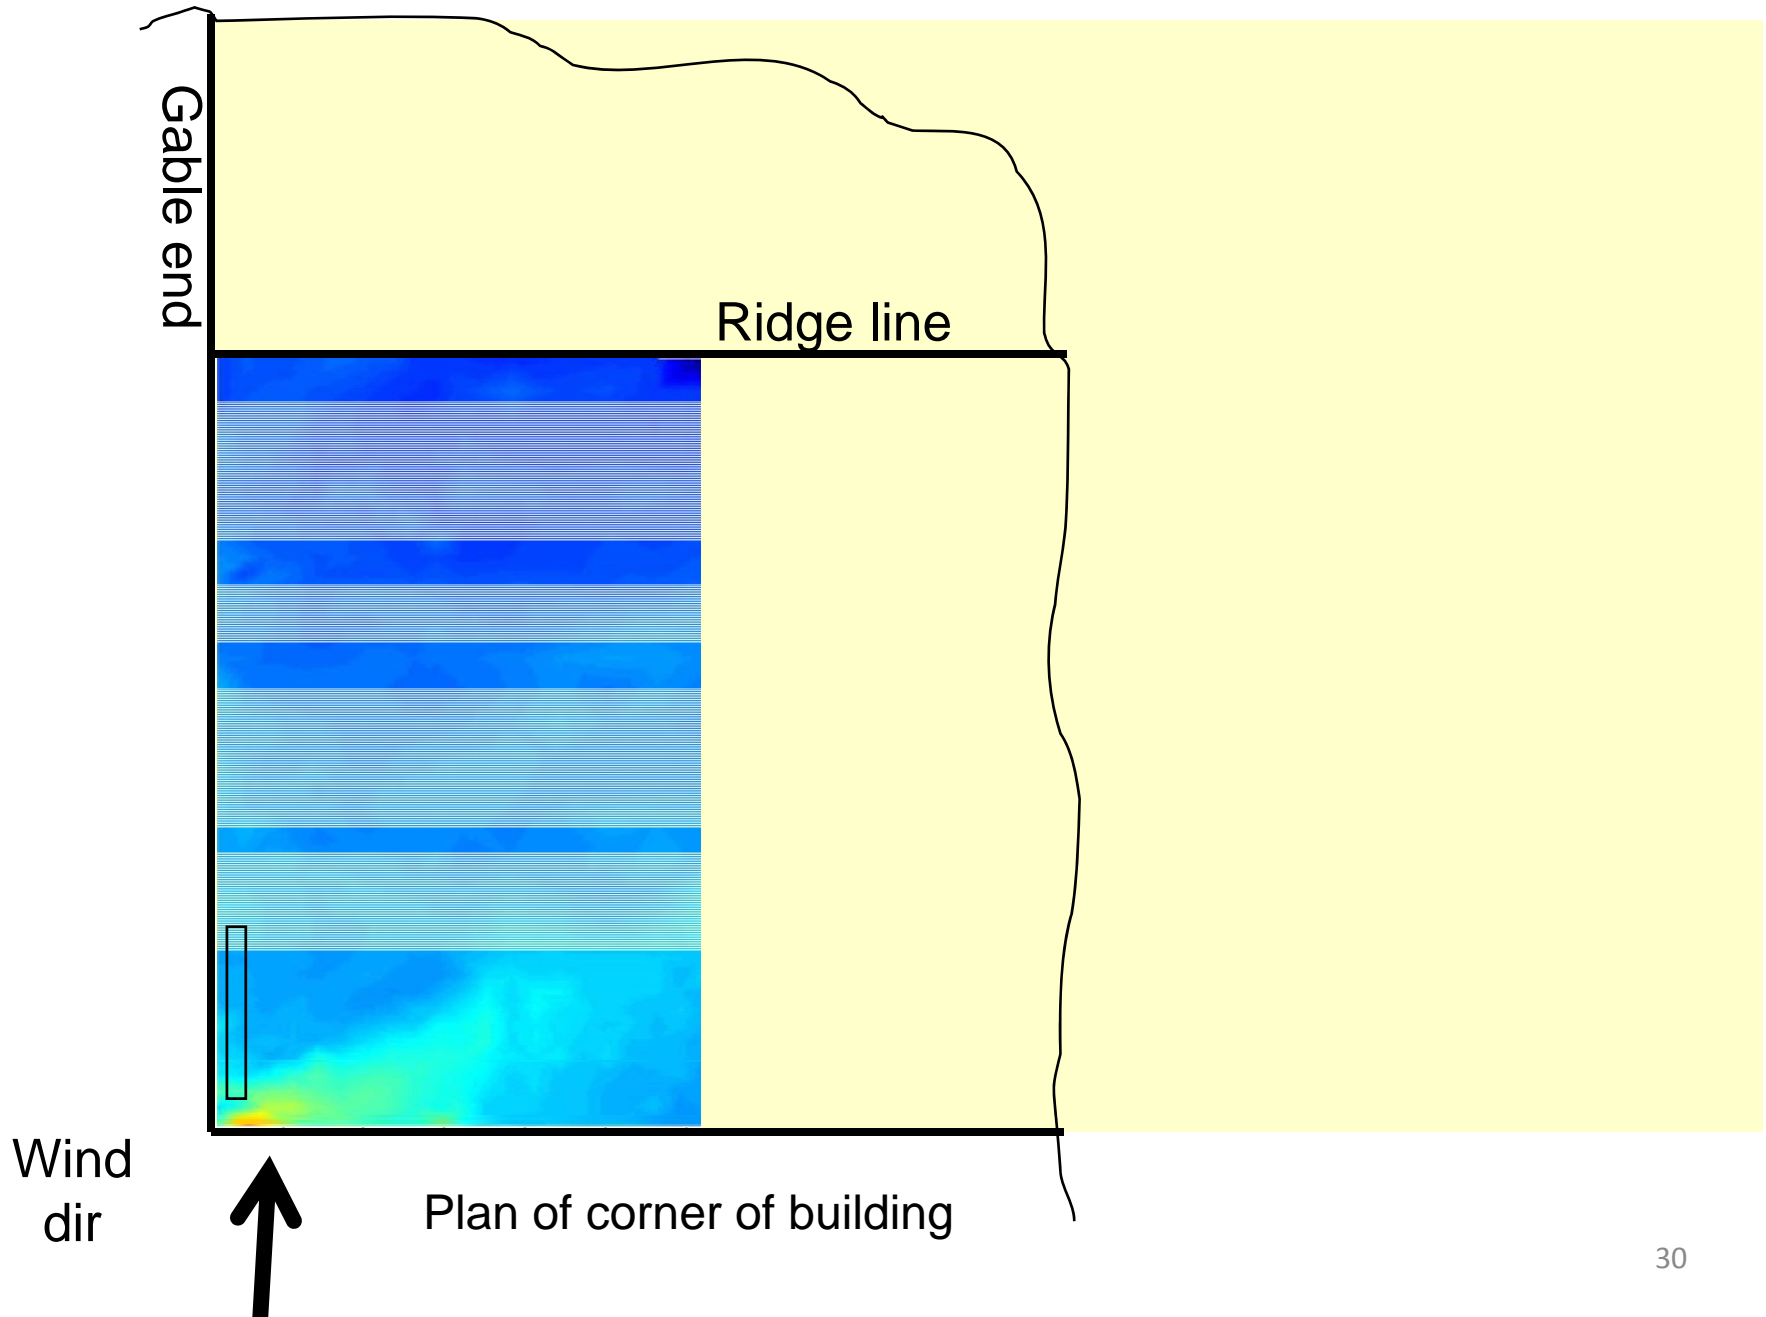 Gable end
Ridge line
Wind
dir
Plan of corner of building
30